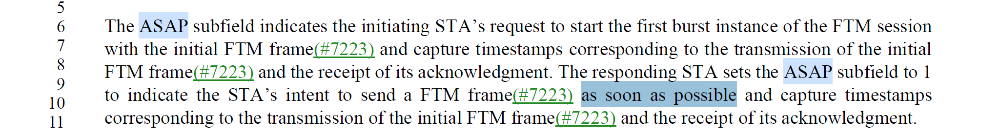 5
6 The ASAP subfield indicates the initiating STA’s request to start the first burst instance of the FTM session
7 with the initial FTM frame(#7223) and capture timestamps corresponding to the transmission of the initial
8 FTM frame(#7223) and the receipt of its acknowledgment. The responding STA sets the ASAP subfield to 1
9 to indicate the STA’s intent to send a FTM frame(#7223) as soon as possible and capture timestamps
10 corresponding to the transmission of the initial FTM frame(#7223) and the receipt of its acknowledgment.
11